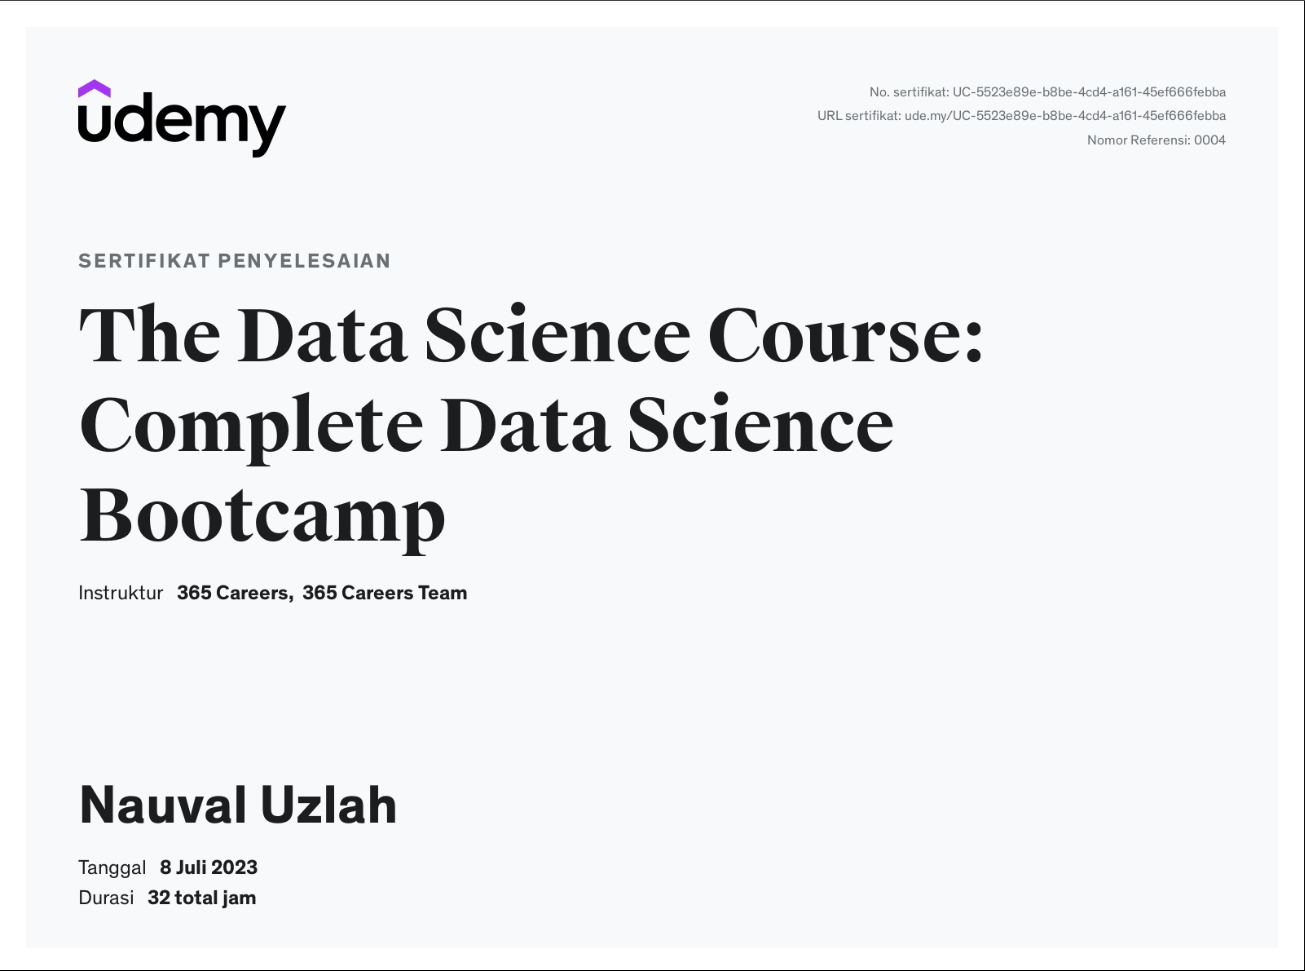 udemy
No. sertifikat: UC-5523e89e-b8be-4cd4-a161-45ef666febba
URL sertifikat: ude.my/UC-5523e89e-b8be-4cd4-a161-45ef666febba
Nomor Referensi: 0004
SERTIFIKAT PENYELESAIAN
The Data Science Course:
Complete Data Science
Bootcamp
Instruktur 365 Careers, 365 Careers Team
Nauval Uzlah
Tanggal 8 Juli 2023
Durasi 32 total jam